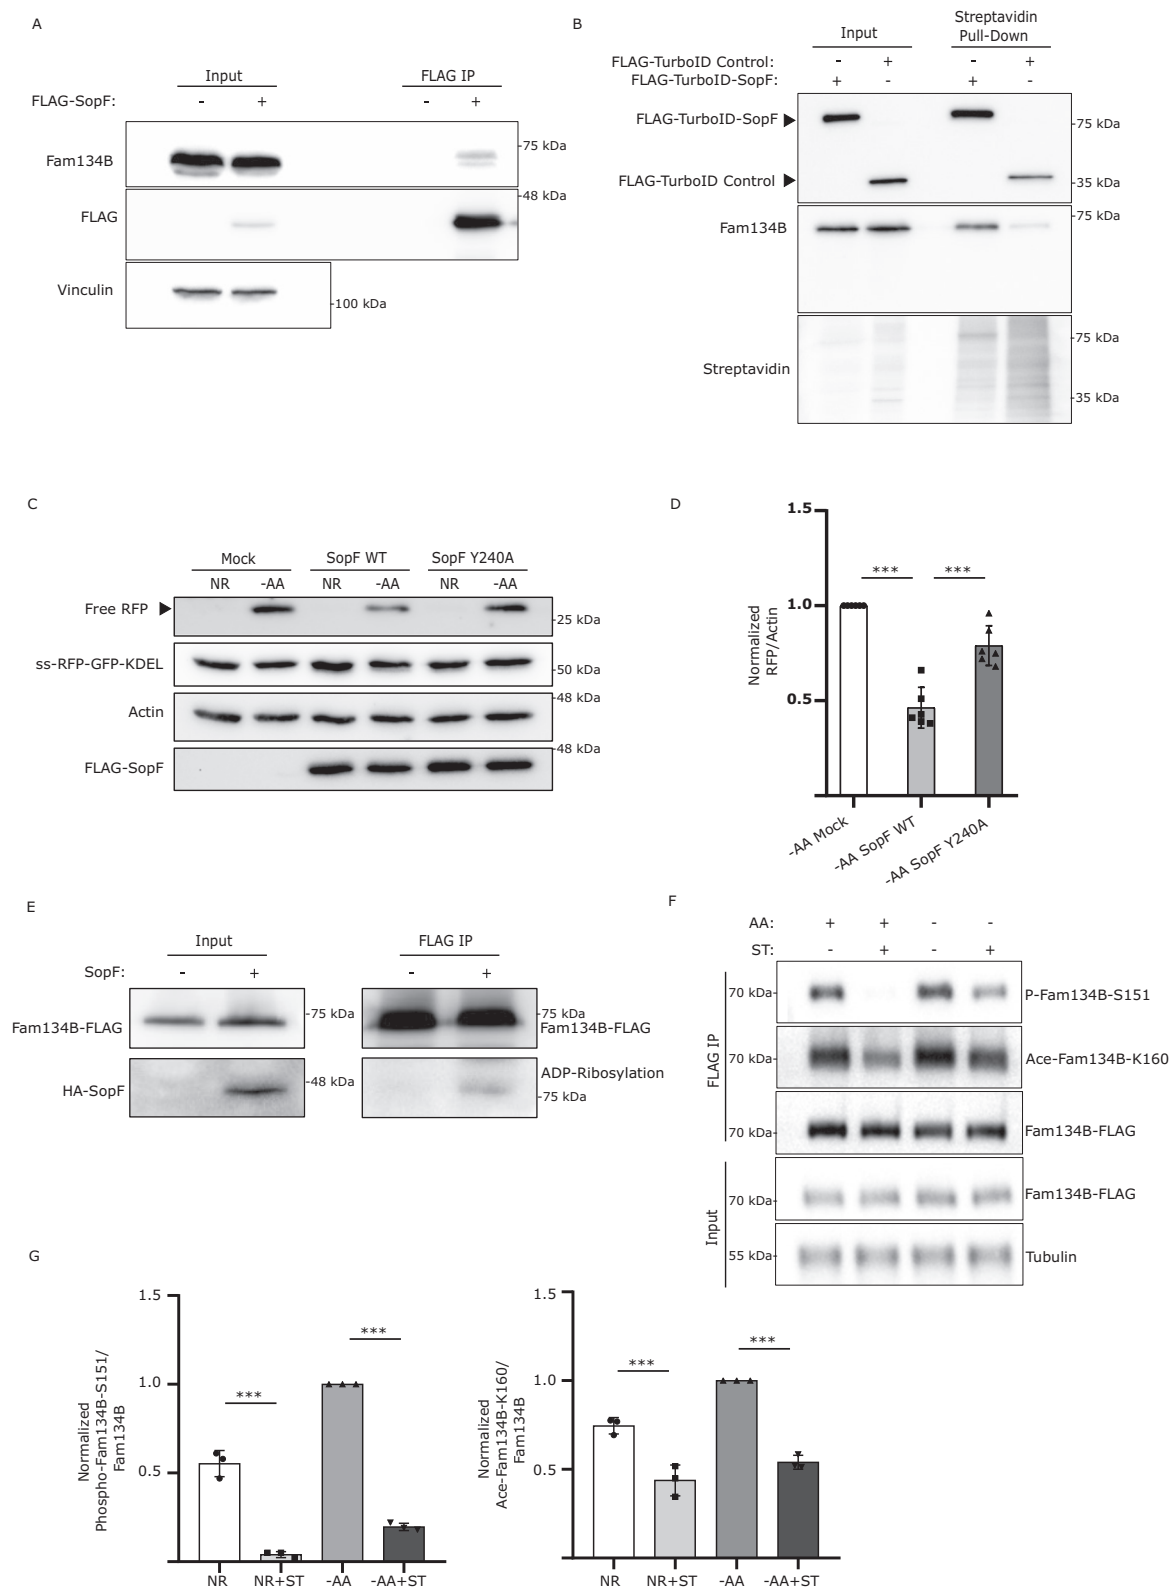 A
Input
FLAG IP
FLAG-SopF:
-
+
-
+
Fam134B
-75 kDa
-48 kDa
FLAG
Vinculin
-100 kDa
B
Input
Streptavidin
Pull-Down
FLAG-TurboID Control:
-
+
-
+
FLAG-TurboID-SopF:
+
-
+
-
FLAG-TurboID-SopF
-75 kDa
FLAG-TurboID Control
-35 kDa
-75 kDa
Fam134B
-75 kDa
Streptavidin
-35 kDa
C
Mock
SopF WT
SopF Y240A
NR
-AA
NR
-AA
NR
-AA
Free RFP
-25 kDa
ss-RFP-GFP-KDEL
-50 kDa
-48 kDa
Actin
-48 kDa
FLAG-SopF
D
Normalized
RFP/Actin
1.5
1.0
0.5
***
***
-AA Mock
-AA SopF WT
-AA SopF Y240A
E
Input
FLAG IP
SopF:
-
+
-
+
Fam134B-FLAG
-75 kDa
-75 kDa
Fam134B-FLAG
HA-SopF
-48 kDa
ADP-Ribosylation
-75 kDa
F
AA:
+
+
-
-
ST:
-
+
-
+
FLAG IP
70 kDa-
P-Fam134B-S151
70 kDa-
Ace-Fam134B-K160
70 kDa-
Fam134B-FLAG
Input
70 kDa-
Fam134B-FLAG
55 kDa-
Tubulin
G
Normalized
Phospho-Fam134B-S151/
Fam134B
1.5
1.0
0.5
***
***
NR
NR+ST
-AA
-AA+ST
Normalized
Ace-Fam134B-K160/
Fam134B
1.5
1.0
0.5
***
***
NR
NR+ST
-AA
-AA+ST